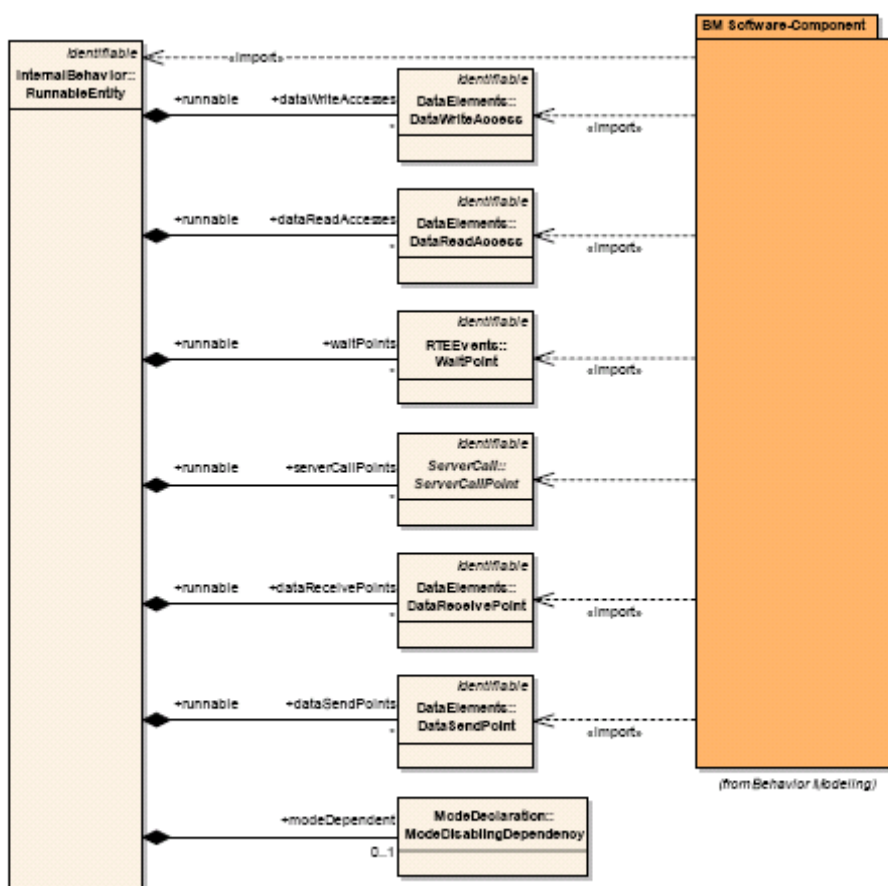 BM Software-Component
Identifiable
InternalBehavior::
RunnableEntity
«import»
+runnable
+dataWriteAccesses
*
Identifiable
DataElements::
DataWriteAccess
«import»
+runnable
+dataReadAccesses
*
Identifiable
DataElements::
DataReadAccess
«import»
+runnable
+waitPoints
*
Identifiable
RTEEvents::
WaitPoint
«import»
+runnable
+serverCallPoints
*
Identifiable
ServerCall::
ServerCallPoint
+runnable
+dataReceivePoints
*
Identifiable
DataElements::
DataReceivePoint
«import»
+runnable
+dataSendPoints
*
Identifiable
DataElements::
DataSendPoint
«import»
(from Behavior Modeling)
+modeDependent
0..1
ModeDeclaration::
ModeDisablingDependency